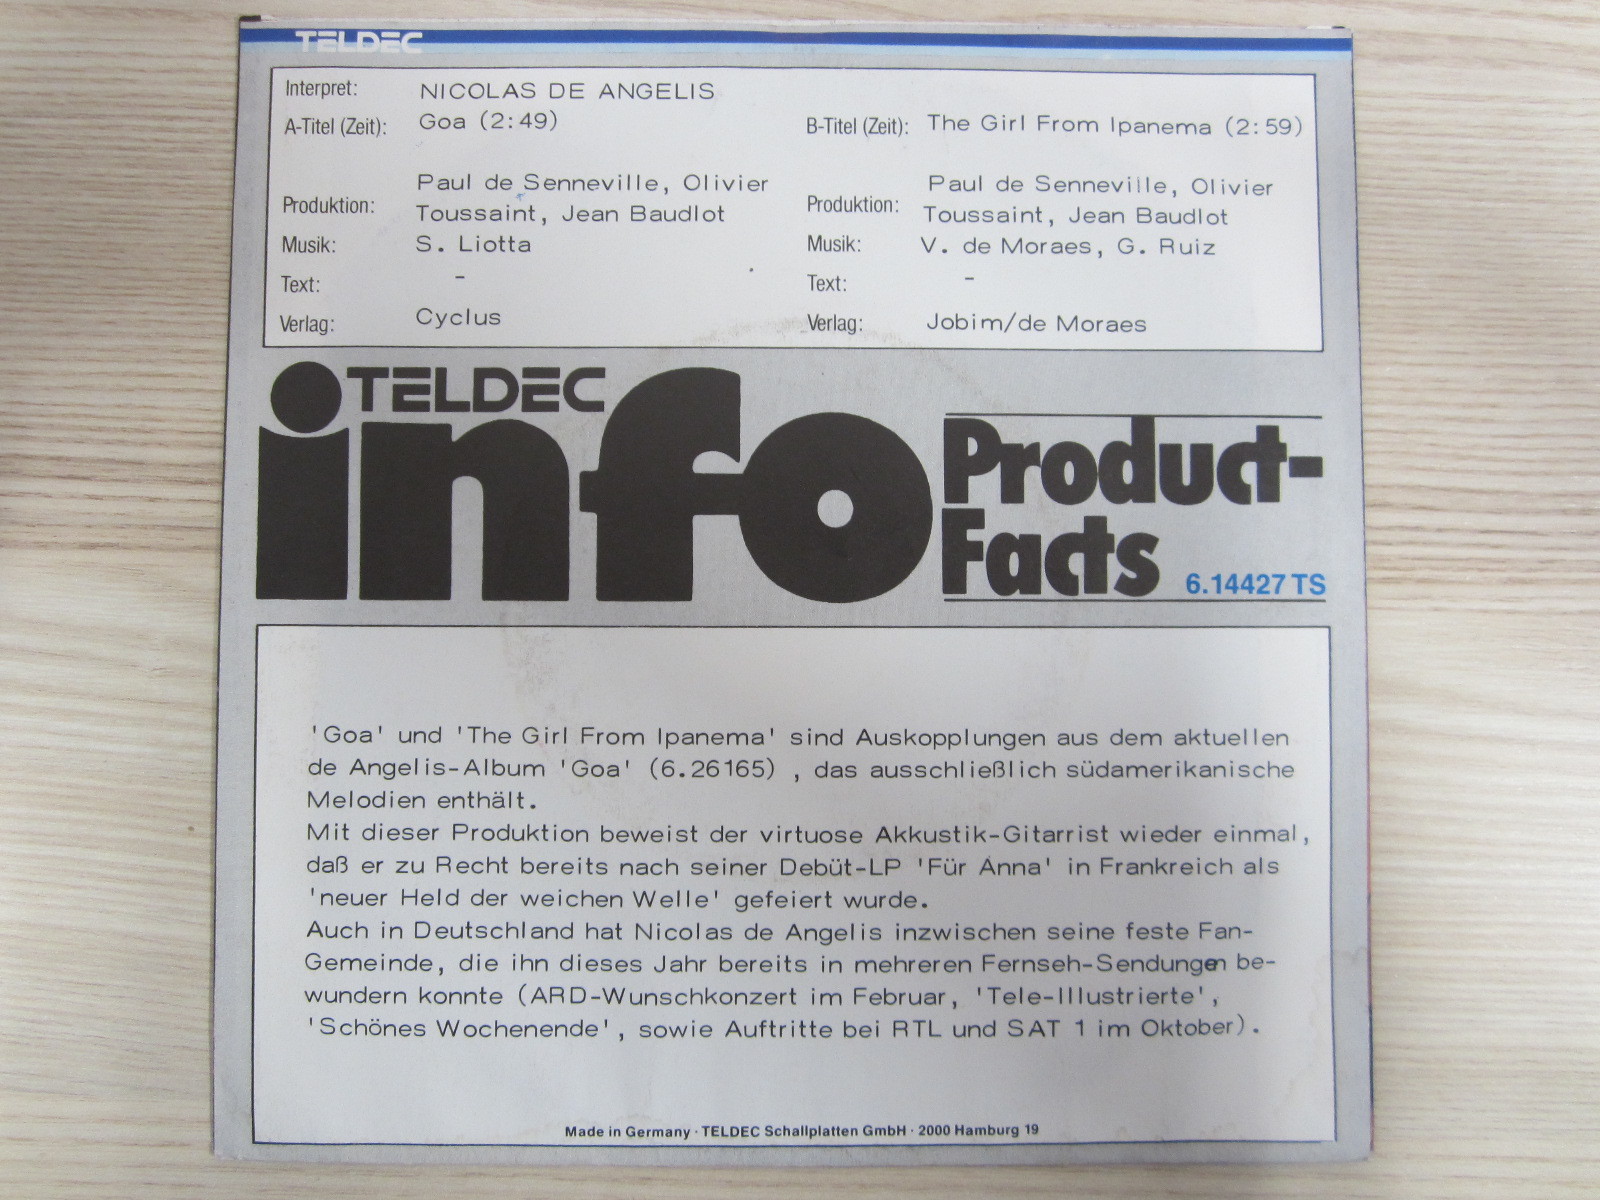 TELDEC
Interpret: NICOLAS DE ANGELIS
A-Titel (Zeit): Goa (2:49)
B-Titel (Zeit): The Girl From Ipanema (2:59)
Produktion: Paul de Senneville, Olivier
Toussaint, Jean Baudlot
Musik: S. Liotta
Text: -
Verlag: Cyclus
Produktion: Paul de Senneville, Olivier
Toussaint, Jean Baudlot
Musik: V. de Moraes, G. Ruiz
Text: -
Verlag: Jobim/de Moraes
TELDEC
info
Product-
Facts
6.14427 TS
'Goa' und 'The Girl From Ipanema' sind Auskopplungen aus dem aktuellen
de Angelis-Album 'Goa' (6.26165) , das ausschließlich südamerikanische
Melodien enthält.
Mit dieser Produktion beweist der virtuose Akkustik-Gitarrist wieder einmal,
daß er zu Recht bereits nach seiner Debüt-LP 'Für Anna' in Frankreich als
'neuer Held der weichen Welle' gefeiert wurde.
Auch in Deutschland hat Nicolas de Angelis inzwischen seine feste Fan-
Gemeinde, die ihn dieses Jahr bereits in mehreren Fernseh-Sendungen be-
wundern konnte (ARD-Wunschkonzert im Februar, 'Tele-Illustrierte',
'Schönes Wochenende', sowie Auftritte bei RTL und SAT 1 im Oktober).
Made in Germany · TELDEC Schallplatten GmbH · 2000 Hamburg 19